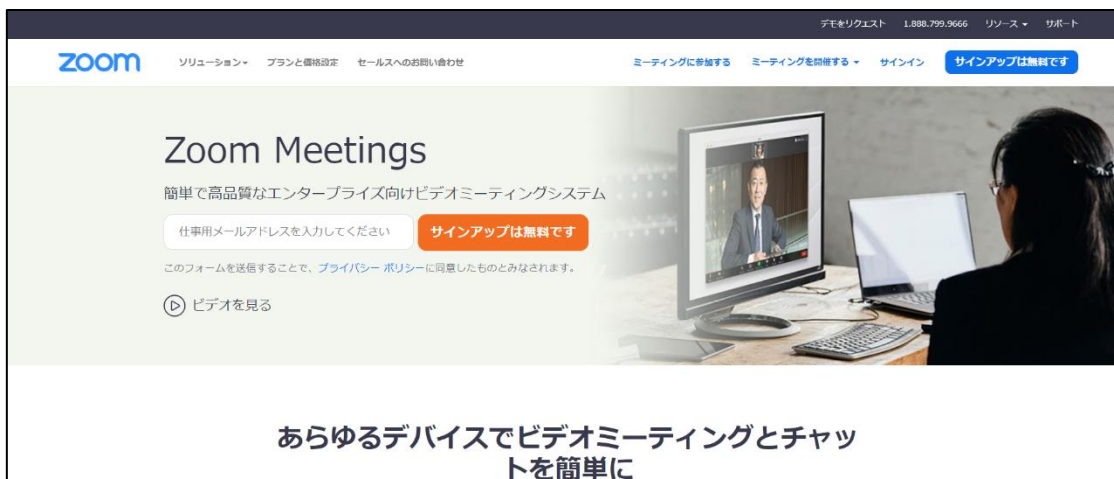 デモをリクエスト 1.888.799.9666 リソース サポート
zoom ソリューション プランと価格設定 セールスへのお問い合わせ ミーティングに参加する ミーティングを開催する サインイン サインアップは無料です
Zoom Meetings
簡単で高品質なエンタープライズ向けビデオミーティングシステム
仕事用メールアドレスを入力してください サインアップは無料です
このフォームを送信することで、プライバシー ポリシーに同意したものとみなされます。
ビデオを見る
あらゆるデバイスでビデオミーティングとチャッ
トを簡単に